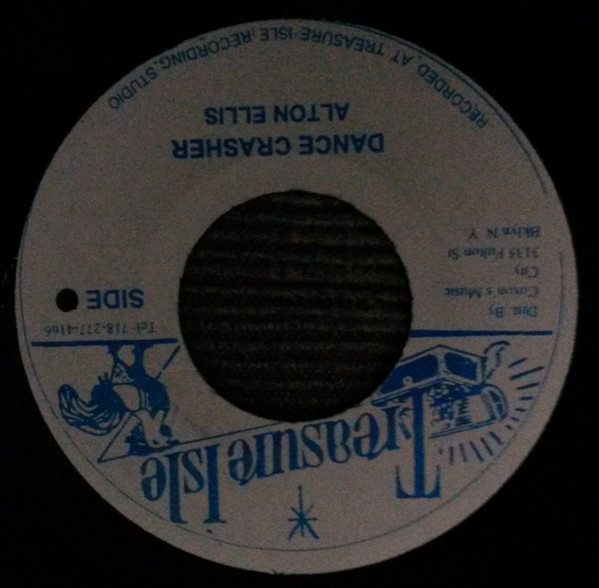 Treasure Isle
Dist. By
Coxson's Music
City
3135 Fulton St
Bklyn N. Y.
Tel: 718-277-4166
SIDE
DANCE CRASHER
ALTON ELLIS
RECORDED AT TREASURE ISLE RECORDING STUDIO